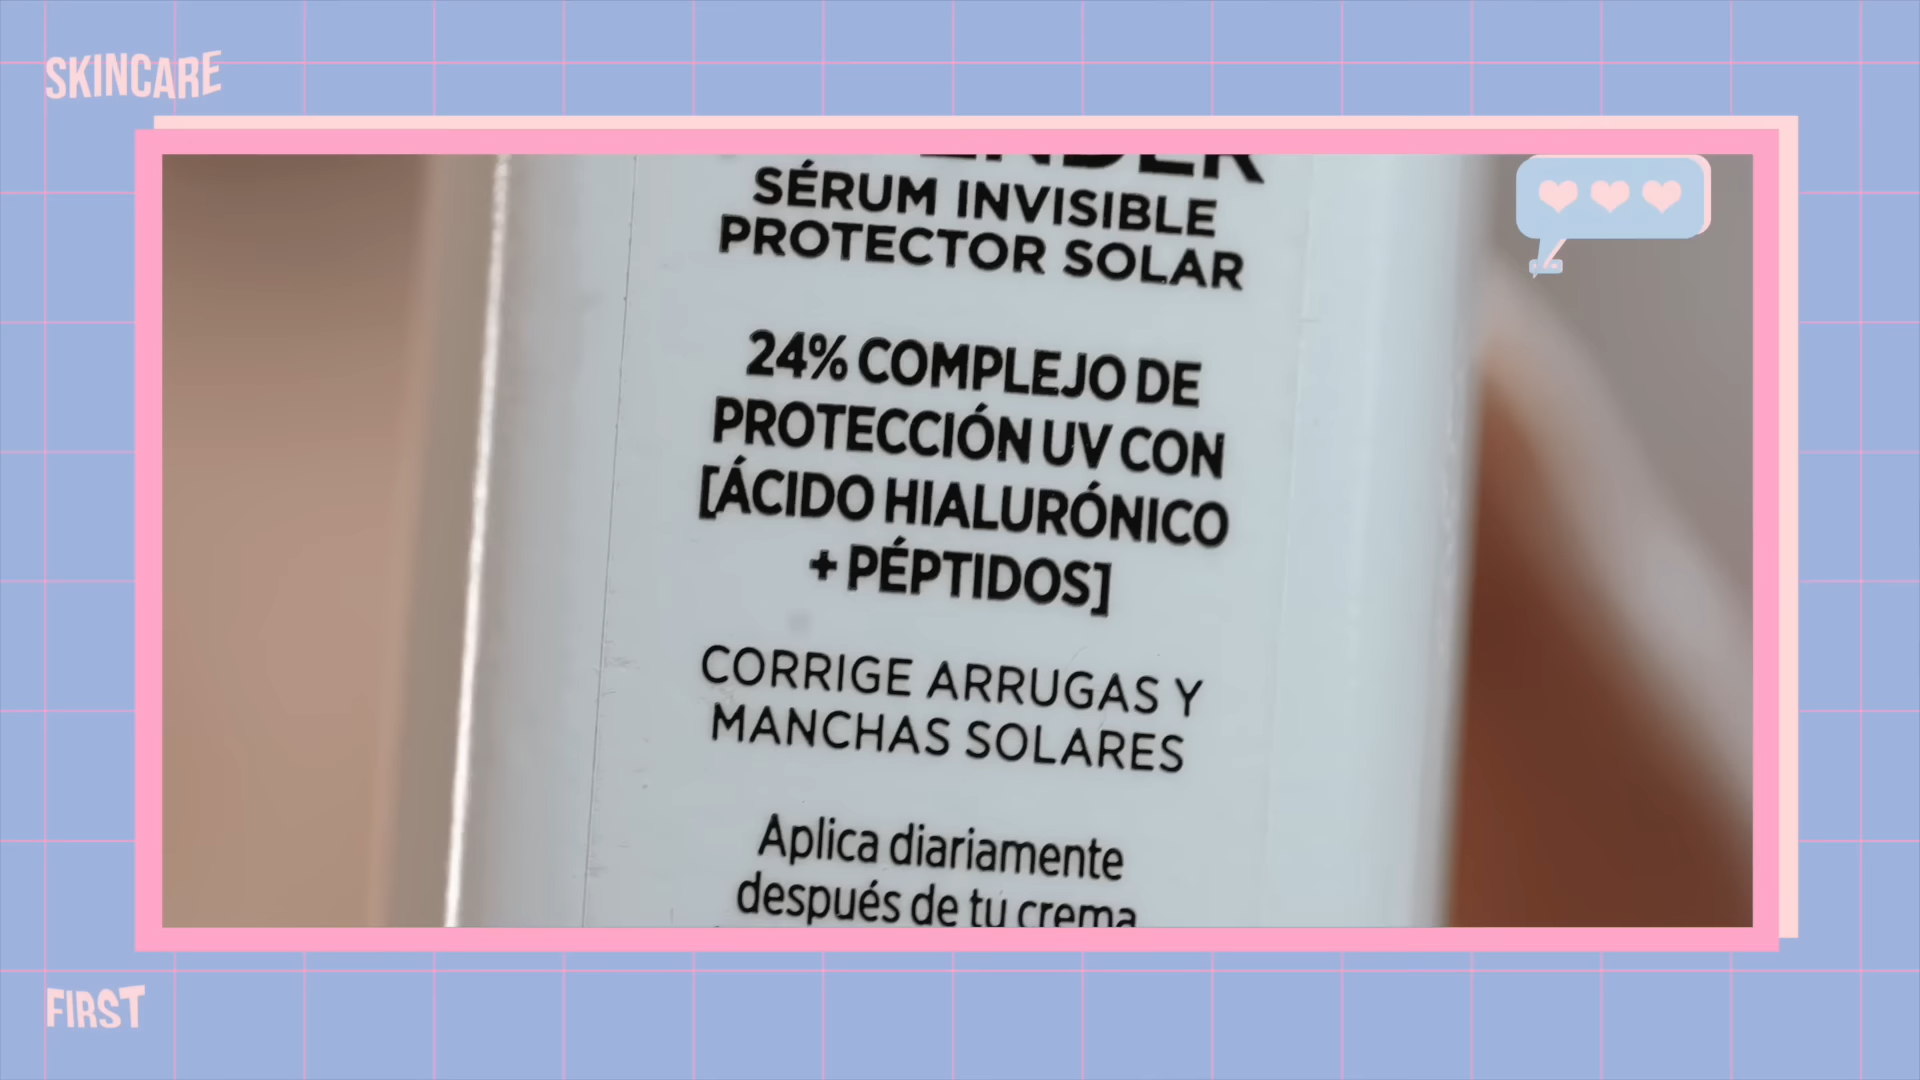 SKINCARE
SÉRUM INVISIBLE
PROTECTOR SOLAR
24% COMPLEJO DE
PROTECCIÓN UV CON
[ÁCIDO HIALURÓNICO
+ PÉPTIDOS]
CORRIGE ARRUGAS Y
MANCHAS SOLARES
Aplica diariamente
después de tu crema
FIRST